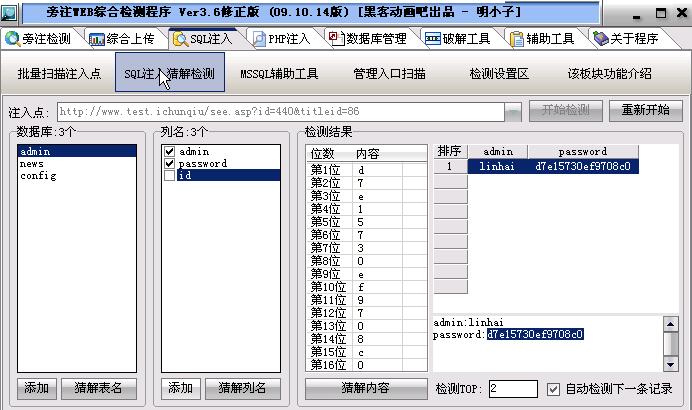 旁注WEB综合检测程序 Ver3.6修正版 (09.10.14版) [黑客动画吧出品 - 明小子]
旁注检测 综合上传 SQL注入 PHP注入 数据库管理 破解工具 辅助工具 关于程序
批量扫描注入点 SQL注入猜解检测 MSSQL辅助工具 管理入口扫描 检测设置区 该板块功能介绍
注入点: http://www.test.ichunqiu/see.asp?id=440&titleid=86 开始检测 重新开始
数据库:3个
admin
news
config
添加 猜解表名
列名:3个
admin
password
id
添加 猜解列名
检测结果
位数 内容
第1位 d
第2位 7
第3位 e
第4位 1
第5位 5
第6位 7
第7位 3
第8位 0
第9位 e
第10位 f
第11位 9
第12位 7
第13位 0
第14位 8
第15位 c
第16位 0
猜解内容
排序 admin password
1 linhai d7e15730ef9708c0
admin:linhai
password:d7e15730ef9708c0
检测TOP: 2 自动检测下一条记录